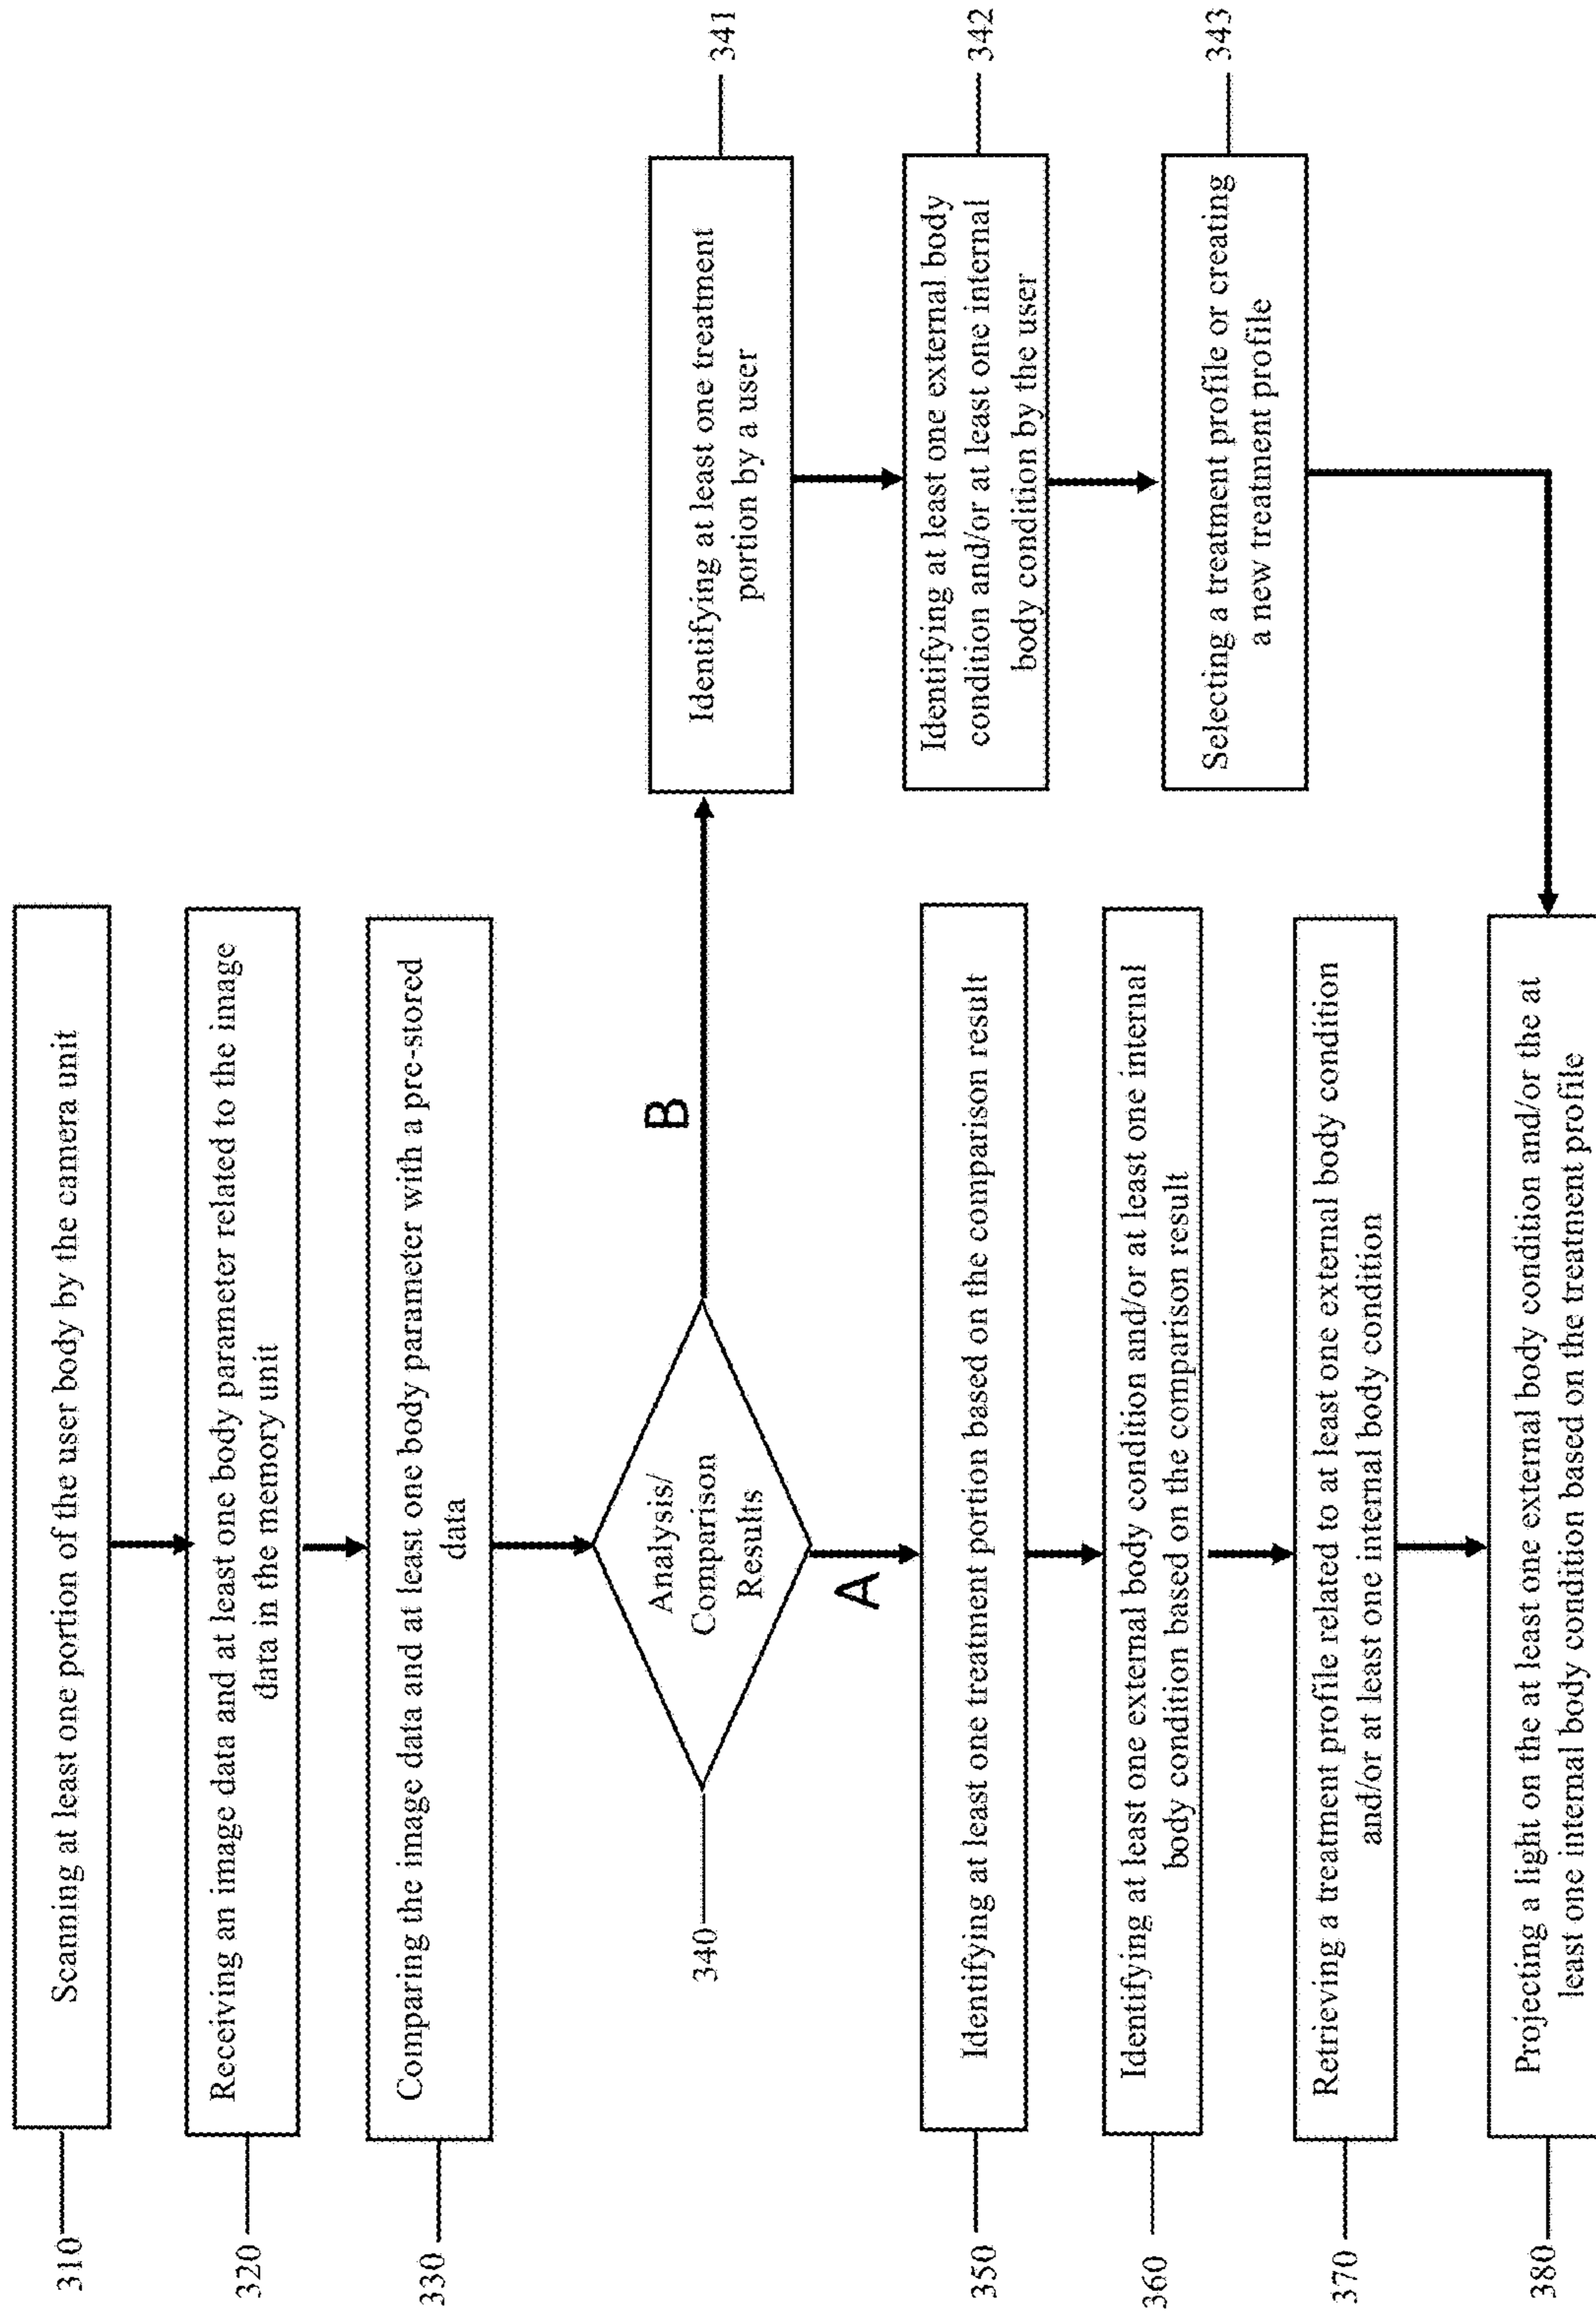 310
Scanning at least one portion of the user body by the camera unit
320
Receiving an image data and at least one body parameter related to the image
data in the memory unit
330
Comparing the image data and at least one body parameter with a pre-stored
data
340
Analysis/
Comparison
Results
B
A
341
Identifying at least one treatment
portion by a user
342
Identifying at least one external body
condition and/or at least one internal
body condition by the user
343
Selecting a treatment profile or creating
a new treatment profile
350
Identifying at least one treatment portion based on the comparison result
360
Identifying at least one external body condition and/or at least one internal
body condition based on the comparison result
370
Retrieving a treatment profile related to at least one external body condition
and/or at least one internal body condition
380
Projecting a light on the at least one external body condition and/or the at
least one internal body condition based on the treatment profile